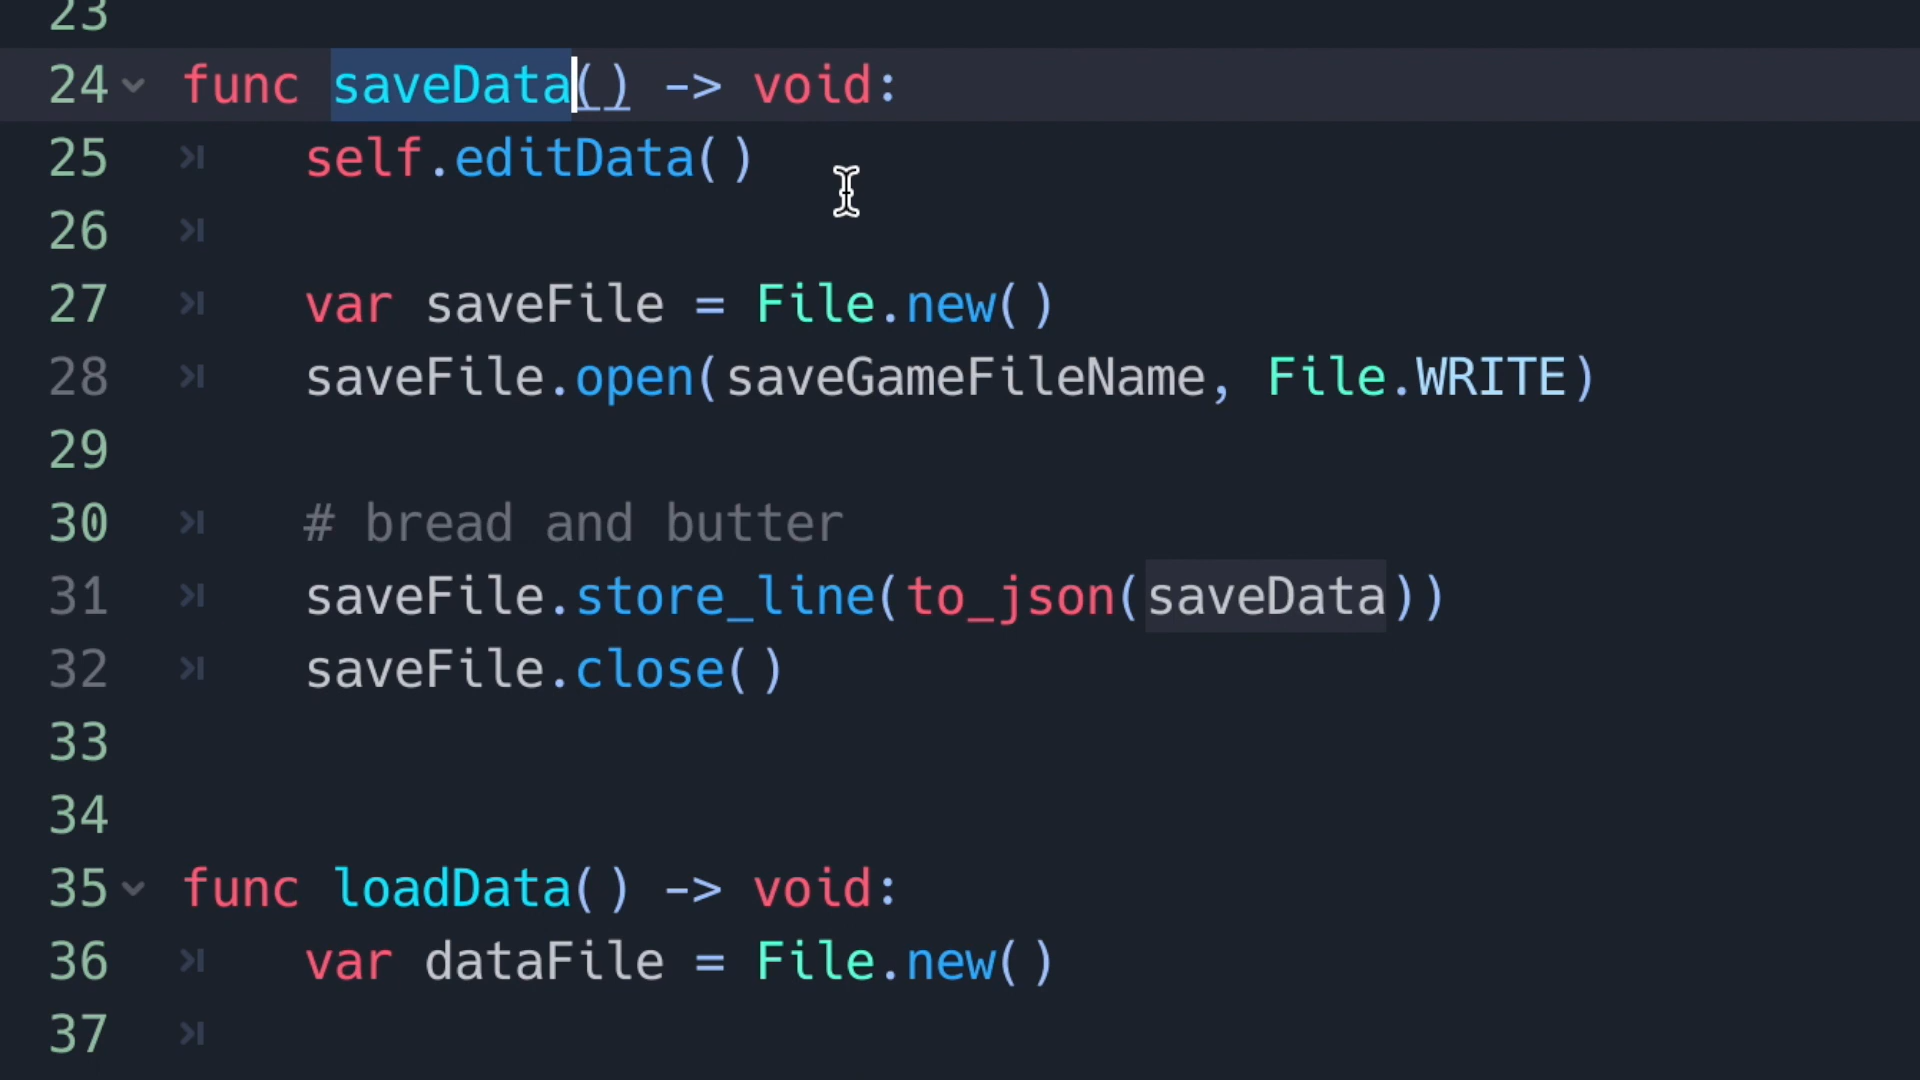 23
24 func saveData() -> void:
25 self.editData()
26
27 var saveFile = File.new()
28 saveFile.open(saveGameFileName, File.WRITE)
29
30 # bread and butter
31 saveFile.store_line(to_json(saveData))
32 saveFile.close()
33
34
35 func loadData() -> void:
36 var dataFile = File.new()
37